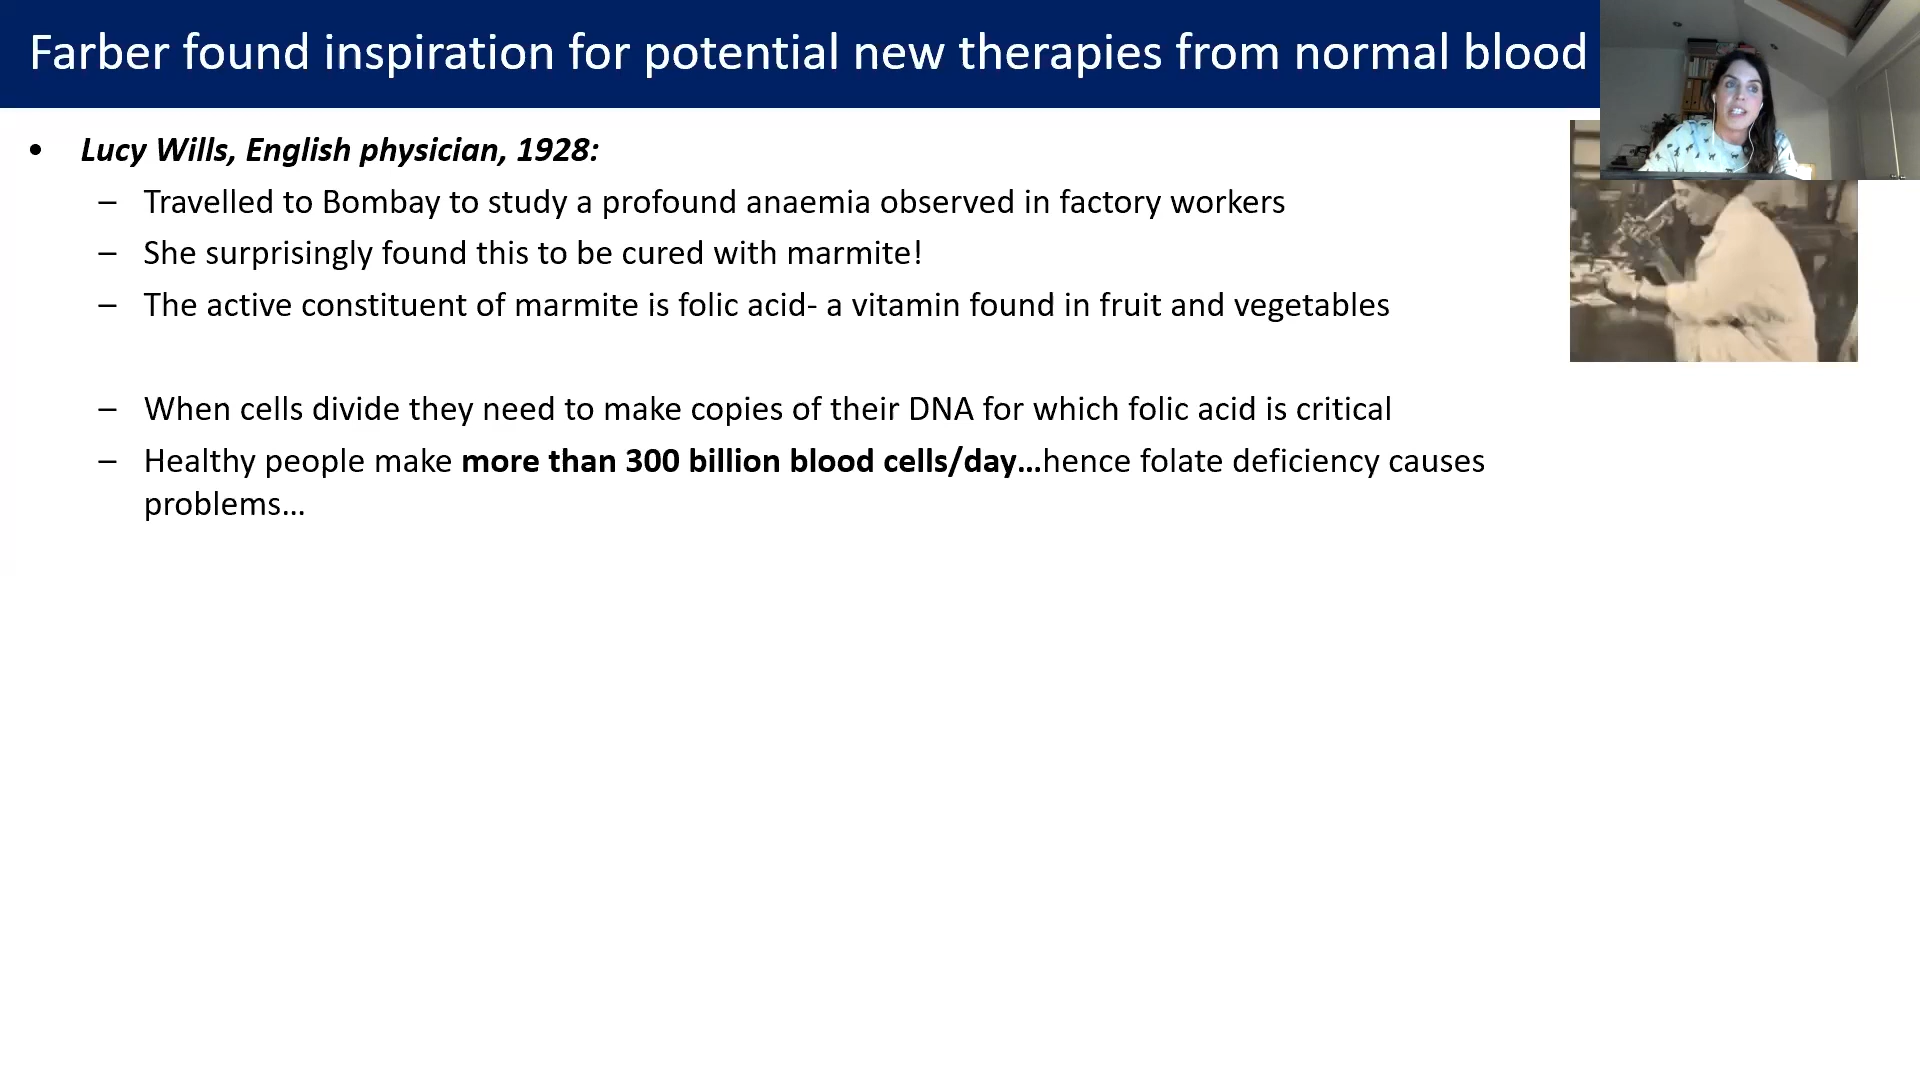 Farber found inspiration for potential new therapies from normal blood
• Lucy Wills, English physician, 1928:
– Travelled to Bombay to study a profound anaemia observed in factory workers
– She surprisingly found this to be cured with marmite!
– The active constituent of marmite is folic acid- a vitamin found in fruit and vegetables
– When cells divide they need to make copies of their DNA for which folic acid is critical
– Healthy people make more than 300 billion blood cells/day…hence folate deficiency causes
problems…